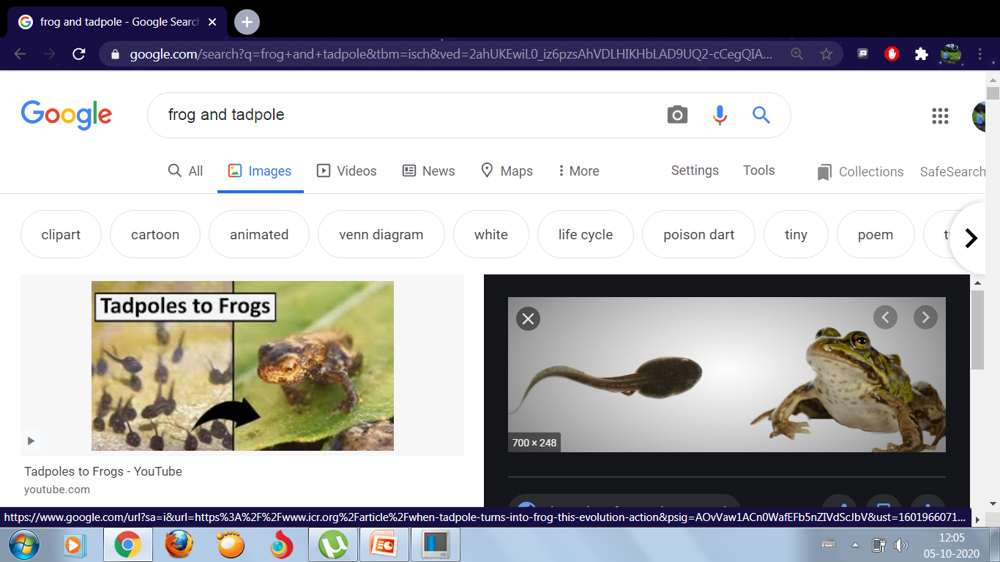 frog and tadpole - Google Search
google.com/search?q=frog+and+tadpole&tbm=isch&ved=2ahUKEwiL0_iz6pzsAhVDLHIKHbLAD9UQ2-cCegQIA...
Google
frog and tadpole
All Images Videos News Maps More Settings Tools Collections SafeSearch
clipart cartoon animated venn diagram white life cycle poison dart tiny poem
Tadpoles to Frogs
700 × 248
Tadpoles to Frogs - YouTube
youtube.com
https://www.google.com/url?sa=i&url=https%3A%2F%2Fwww.icr.org%2Farticle%2Fwhen-tadpole-turns-into-frog-this-evolution-action&psig=AOvVaw1ACn0WafEFb5nZIVdScJbV&ust=1601966071...
12:05
05-10-2020